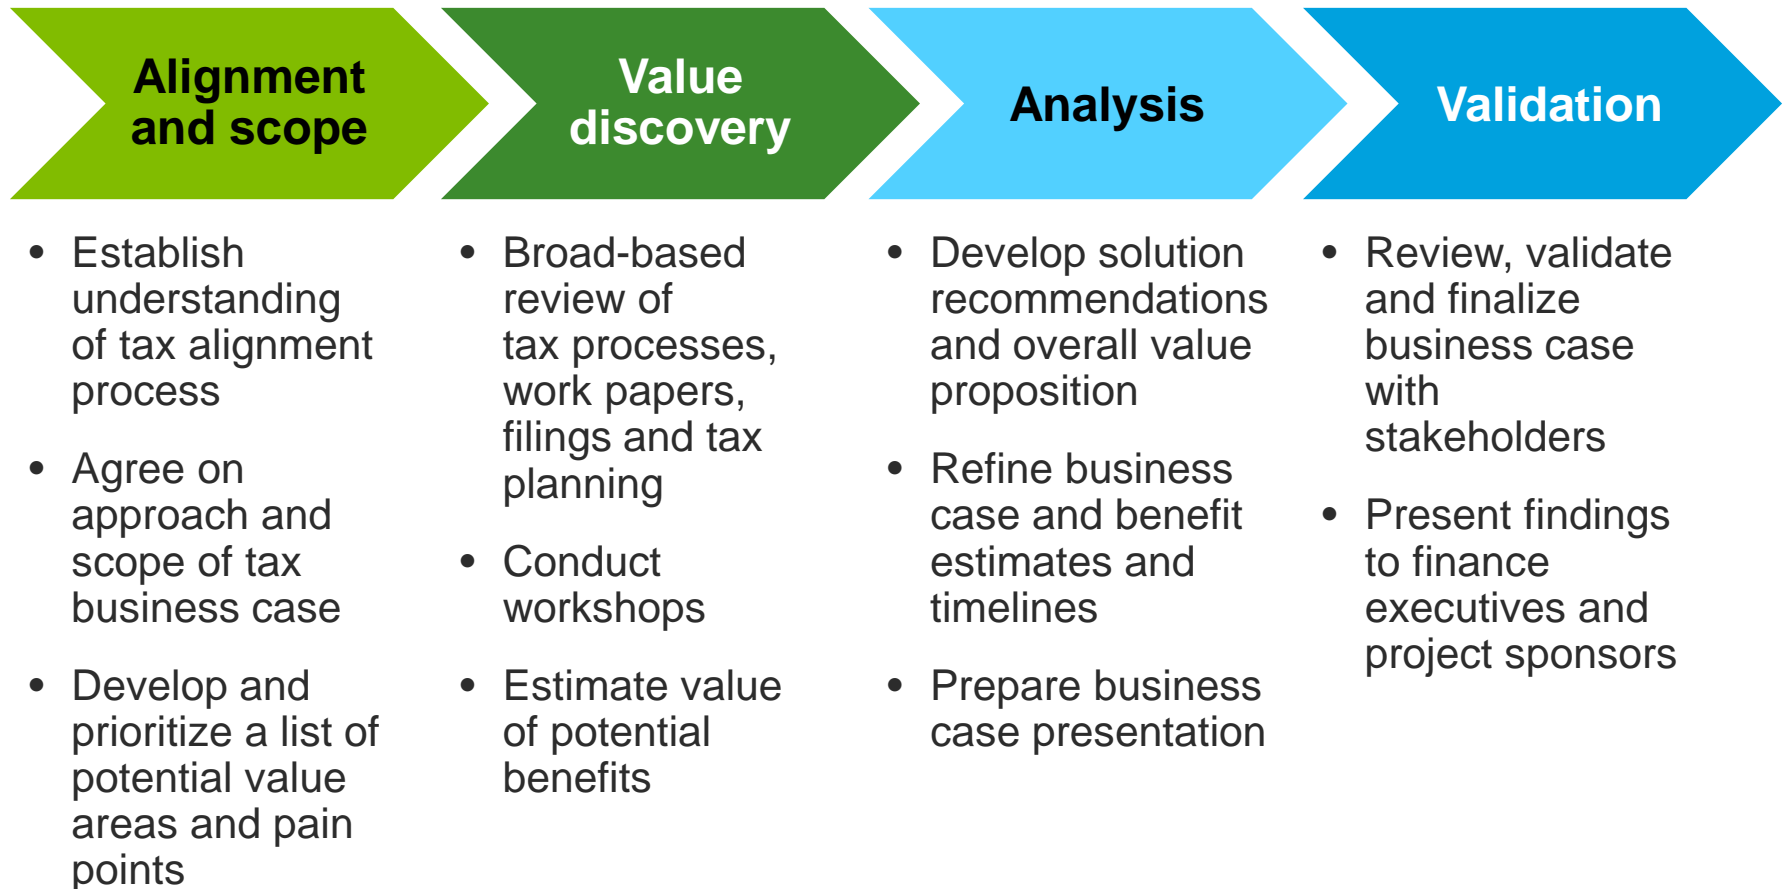 Alignment
and scope
Value
discovery
Analysis
Validation
• Establish
understanding
of tax alignment
process
• Agree on
approach and
scope of tax
business case
• Develop and
prioritize a list of
potential value
areas and pain
points
• Broad-based
review of
tax processes,
work papers,
filings and tax
planning
• Conduct
workshops
• Estimate value
of potential
benefits
• Develop solution
recommendations
and overall value
proposition
• Refine business
case and benefit
estimates and
timelines
• Prepare business
case presentation
• Review, validate
and finalize
business case
with
stakeholders
• Present findings
to finance
executives and
project sponsors